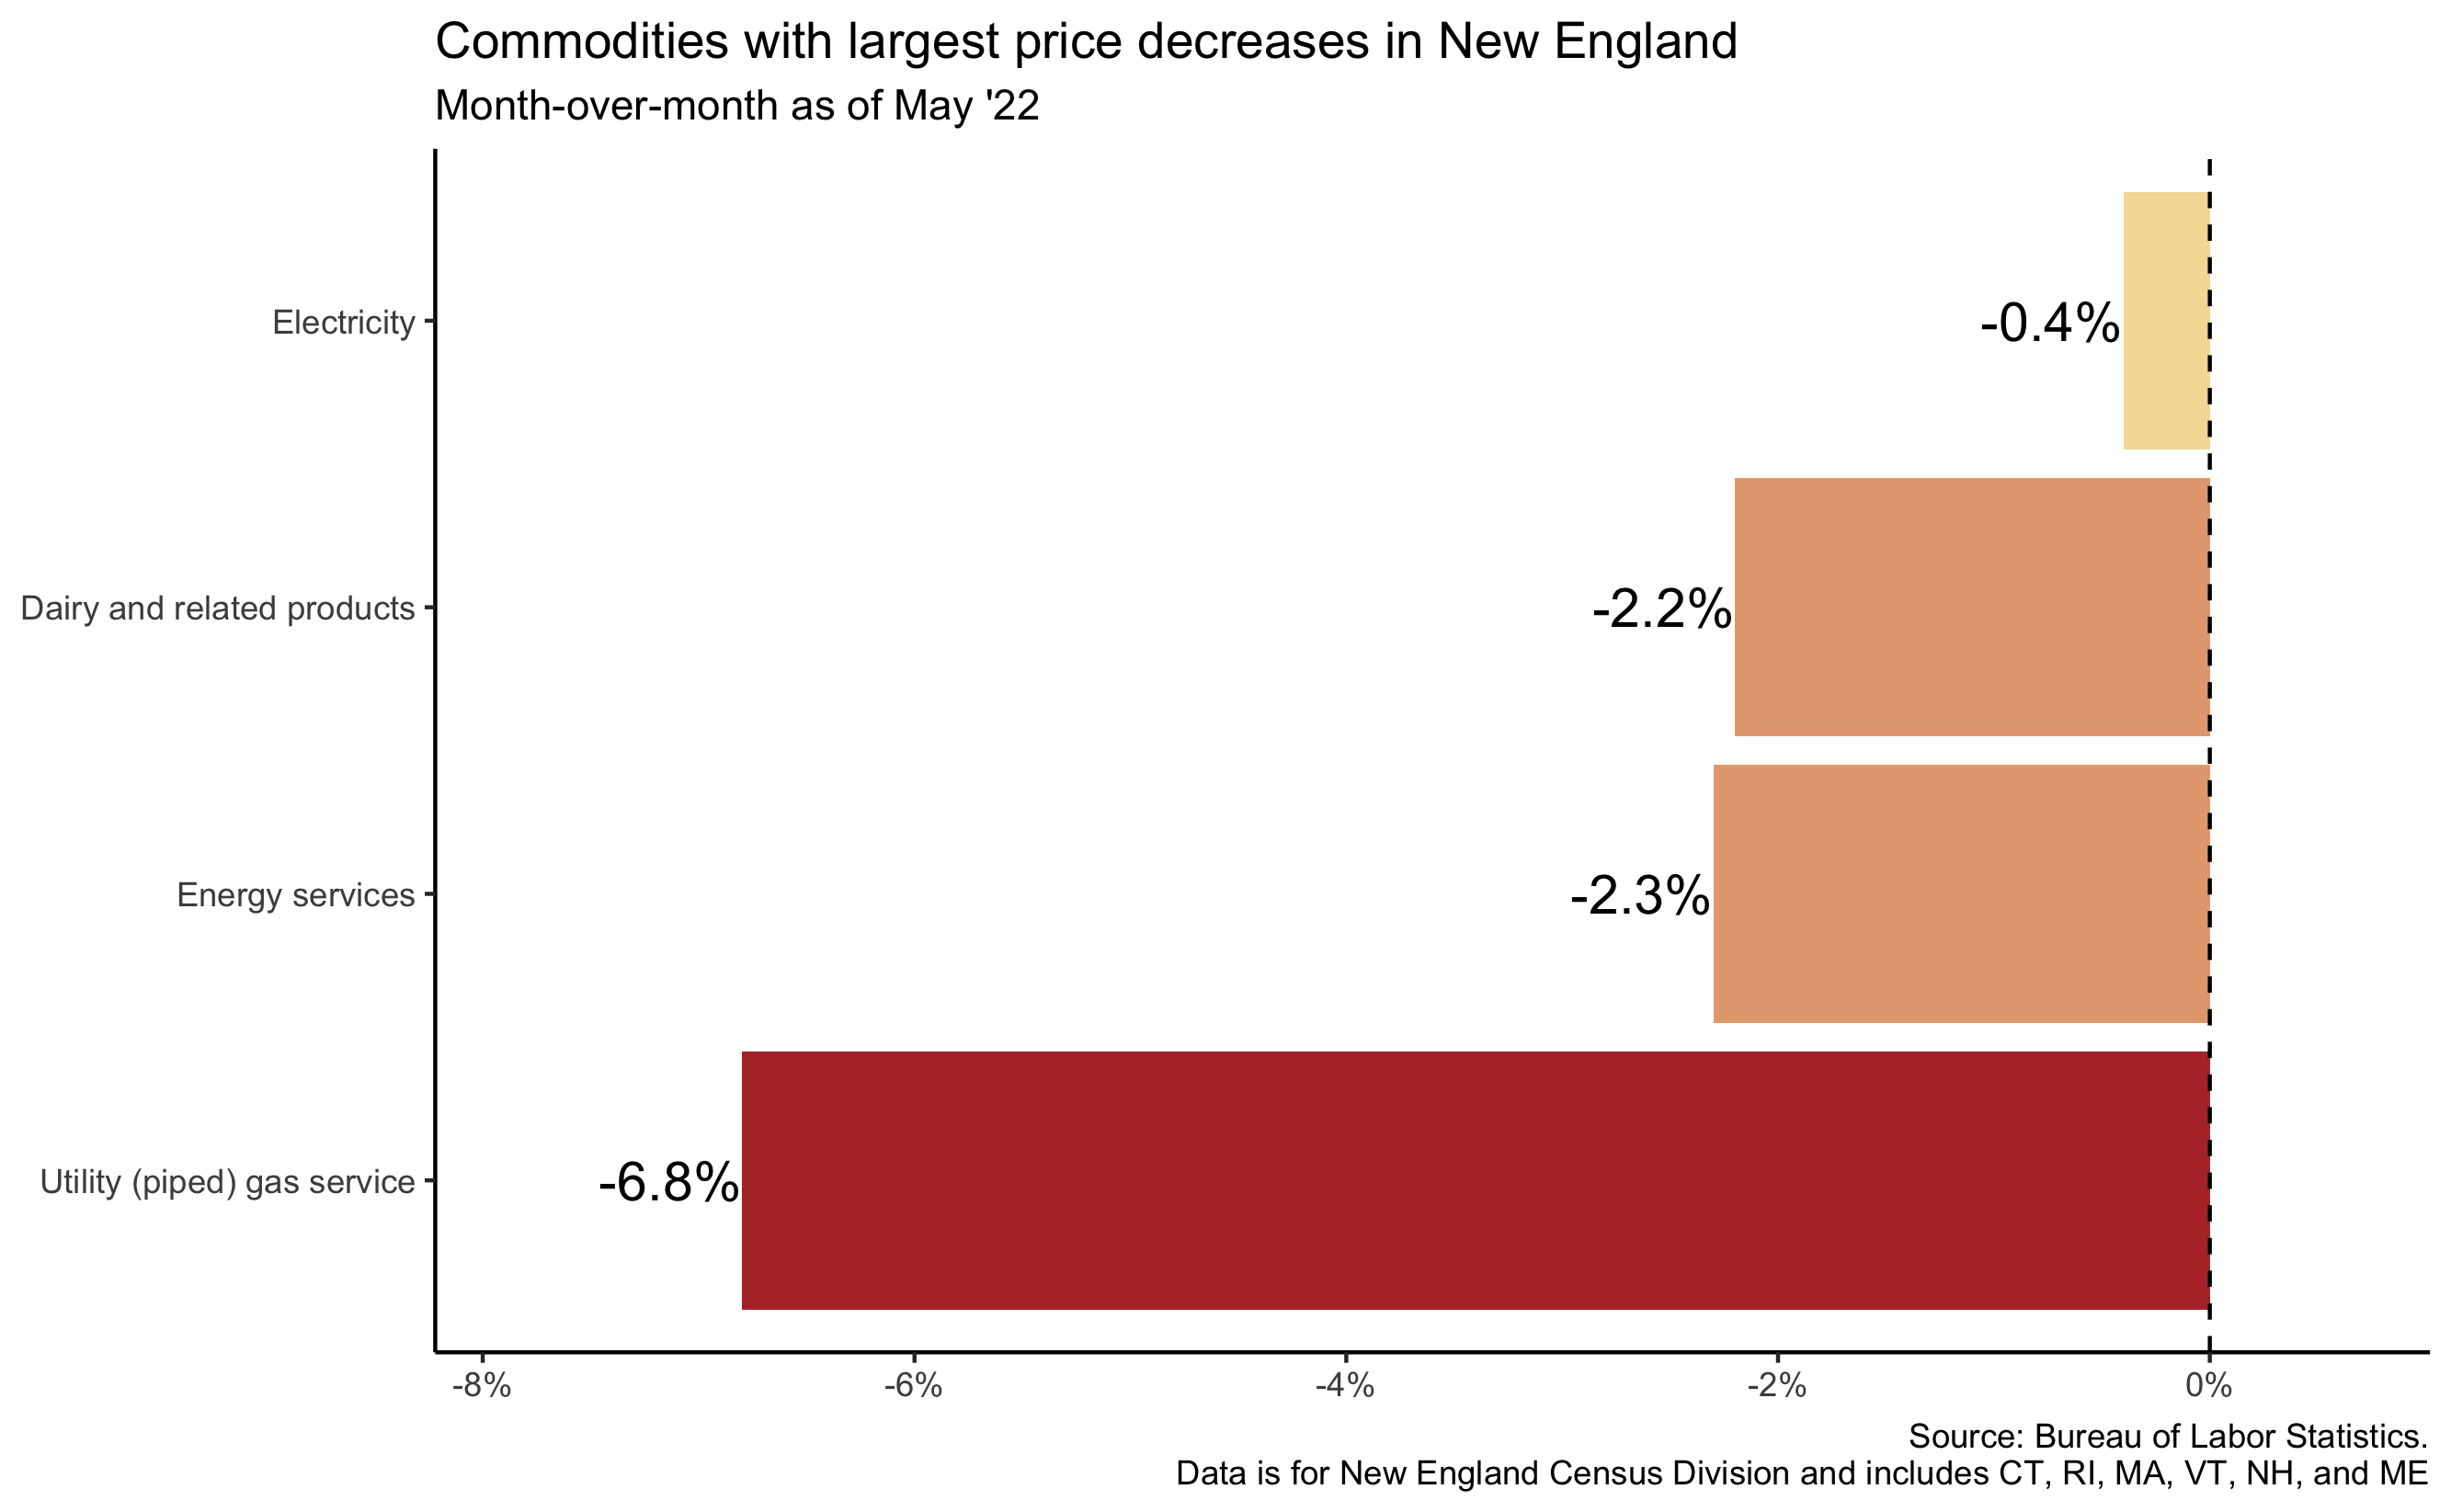 Commodities with largest price decreases in New England
Month-over-month as of May '22
Electricity
-0.4%
Dairy and related products
-2.2%
Energy services
-2.3%
Utility (piped) gas service
-6.8%
-8%
-6%
-4%
-2%
0%
Source: Bureau of Labor Statistics.
Data is for New England Census Division and includes CT, RI, MA, VT, NH, and ME